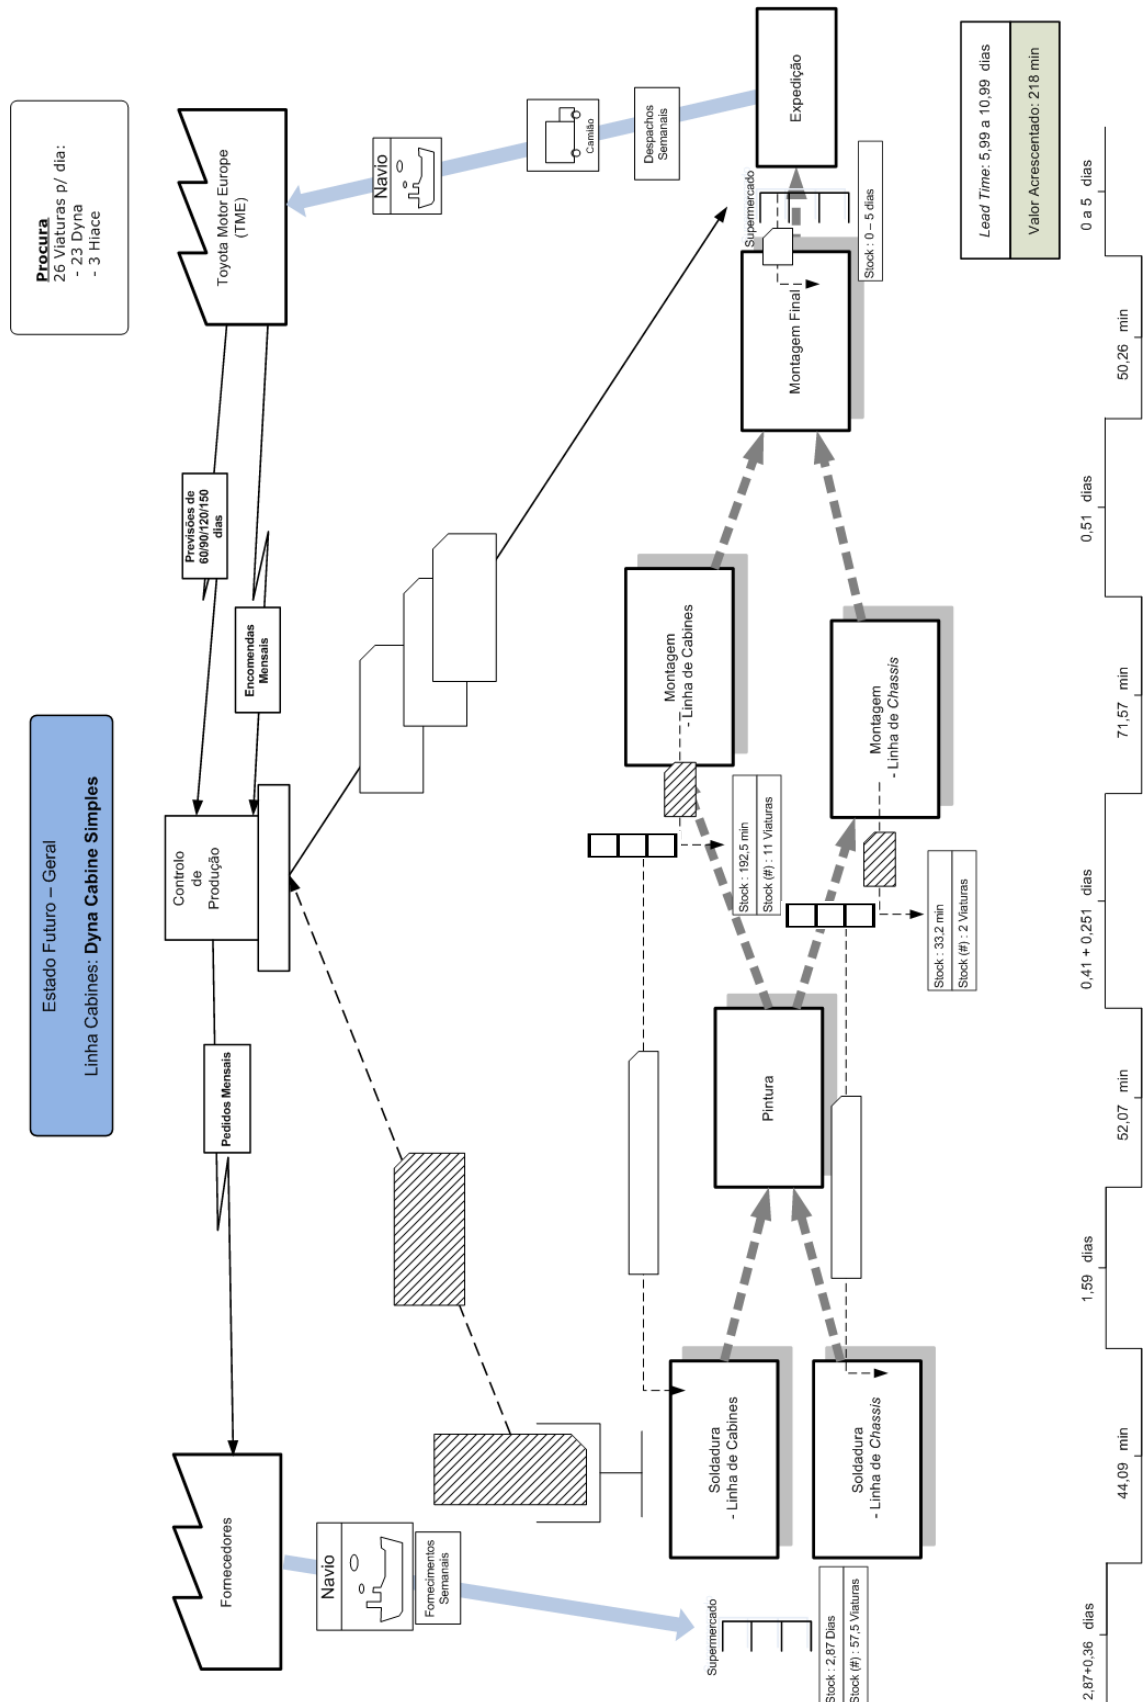 Estado Futuro – Geral
Linha Cabines: Dyna Cabine Simples
Procura
26 Viaturas p/ dia:
- 23 Dyna
- 3 Hiace
Fornecedores
Pedidos Mensais
Controlo
de
Produção
Previsões de
60/90/120/150
dias
Encomendas
Mensais
Toyota Motor Europe
(TME)
Navio
Fornecimentos
Semanais
Navio
Camião
Despachos
Semanais
Supermercado
Stock : 2,87 Dias
Stock (#) : 57,5 Viaturas
Soldadura
- Linha de Cabines
Soldadura
- Linha de Chassis
Pintura
Stock : 192,5 min
Stock (#) : 11 Viaturas
Stock : 33,2 min
Stock (#) : 2 Viaturas
Montagem
- Linha de Cabines
Montagem
- Linha de Chassis
Montagem Final
Supermercado
Stock : 0 – 5 dias
Expedição
Lead Time: 5,99 a 10,99 dias
Valor Acrescentado: 218 min
2,87+0,36 dias
44,09 min
1,59 dias
52,07 min
0,41 + 0,251 dias
71,57 min
0,51 dias
50,26 min
0 a 5 dias